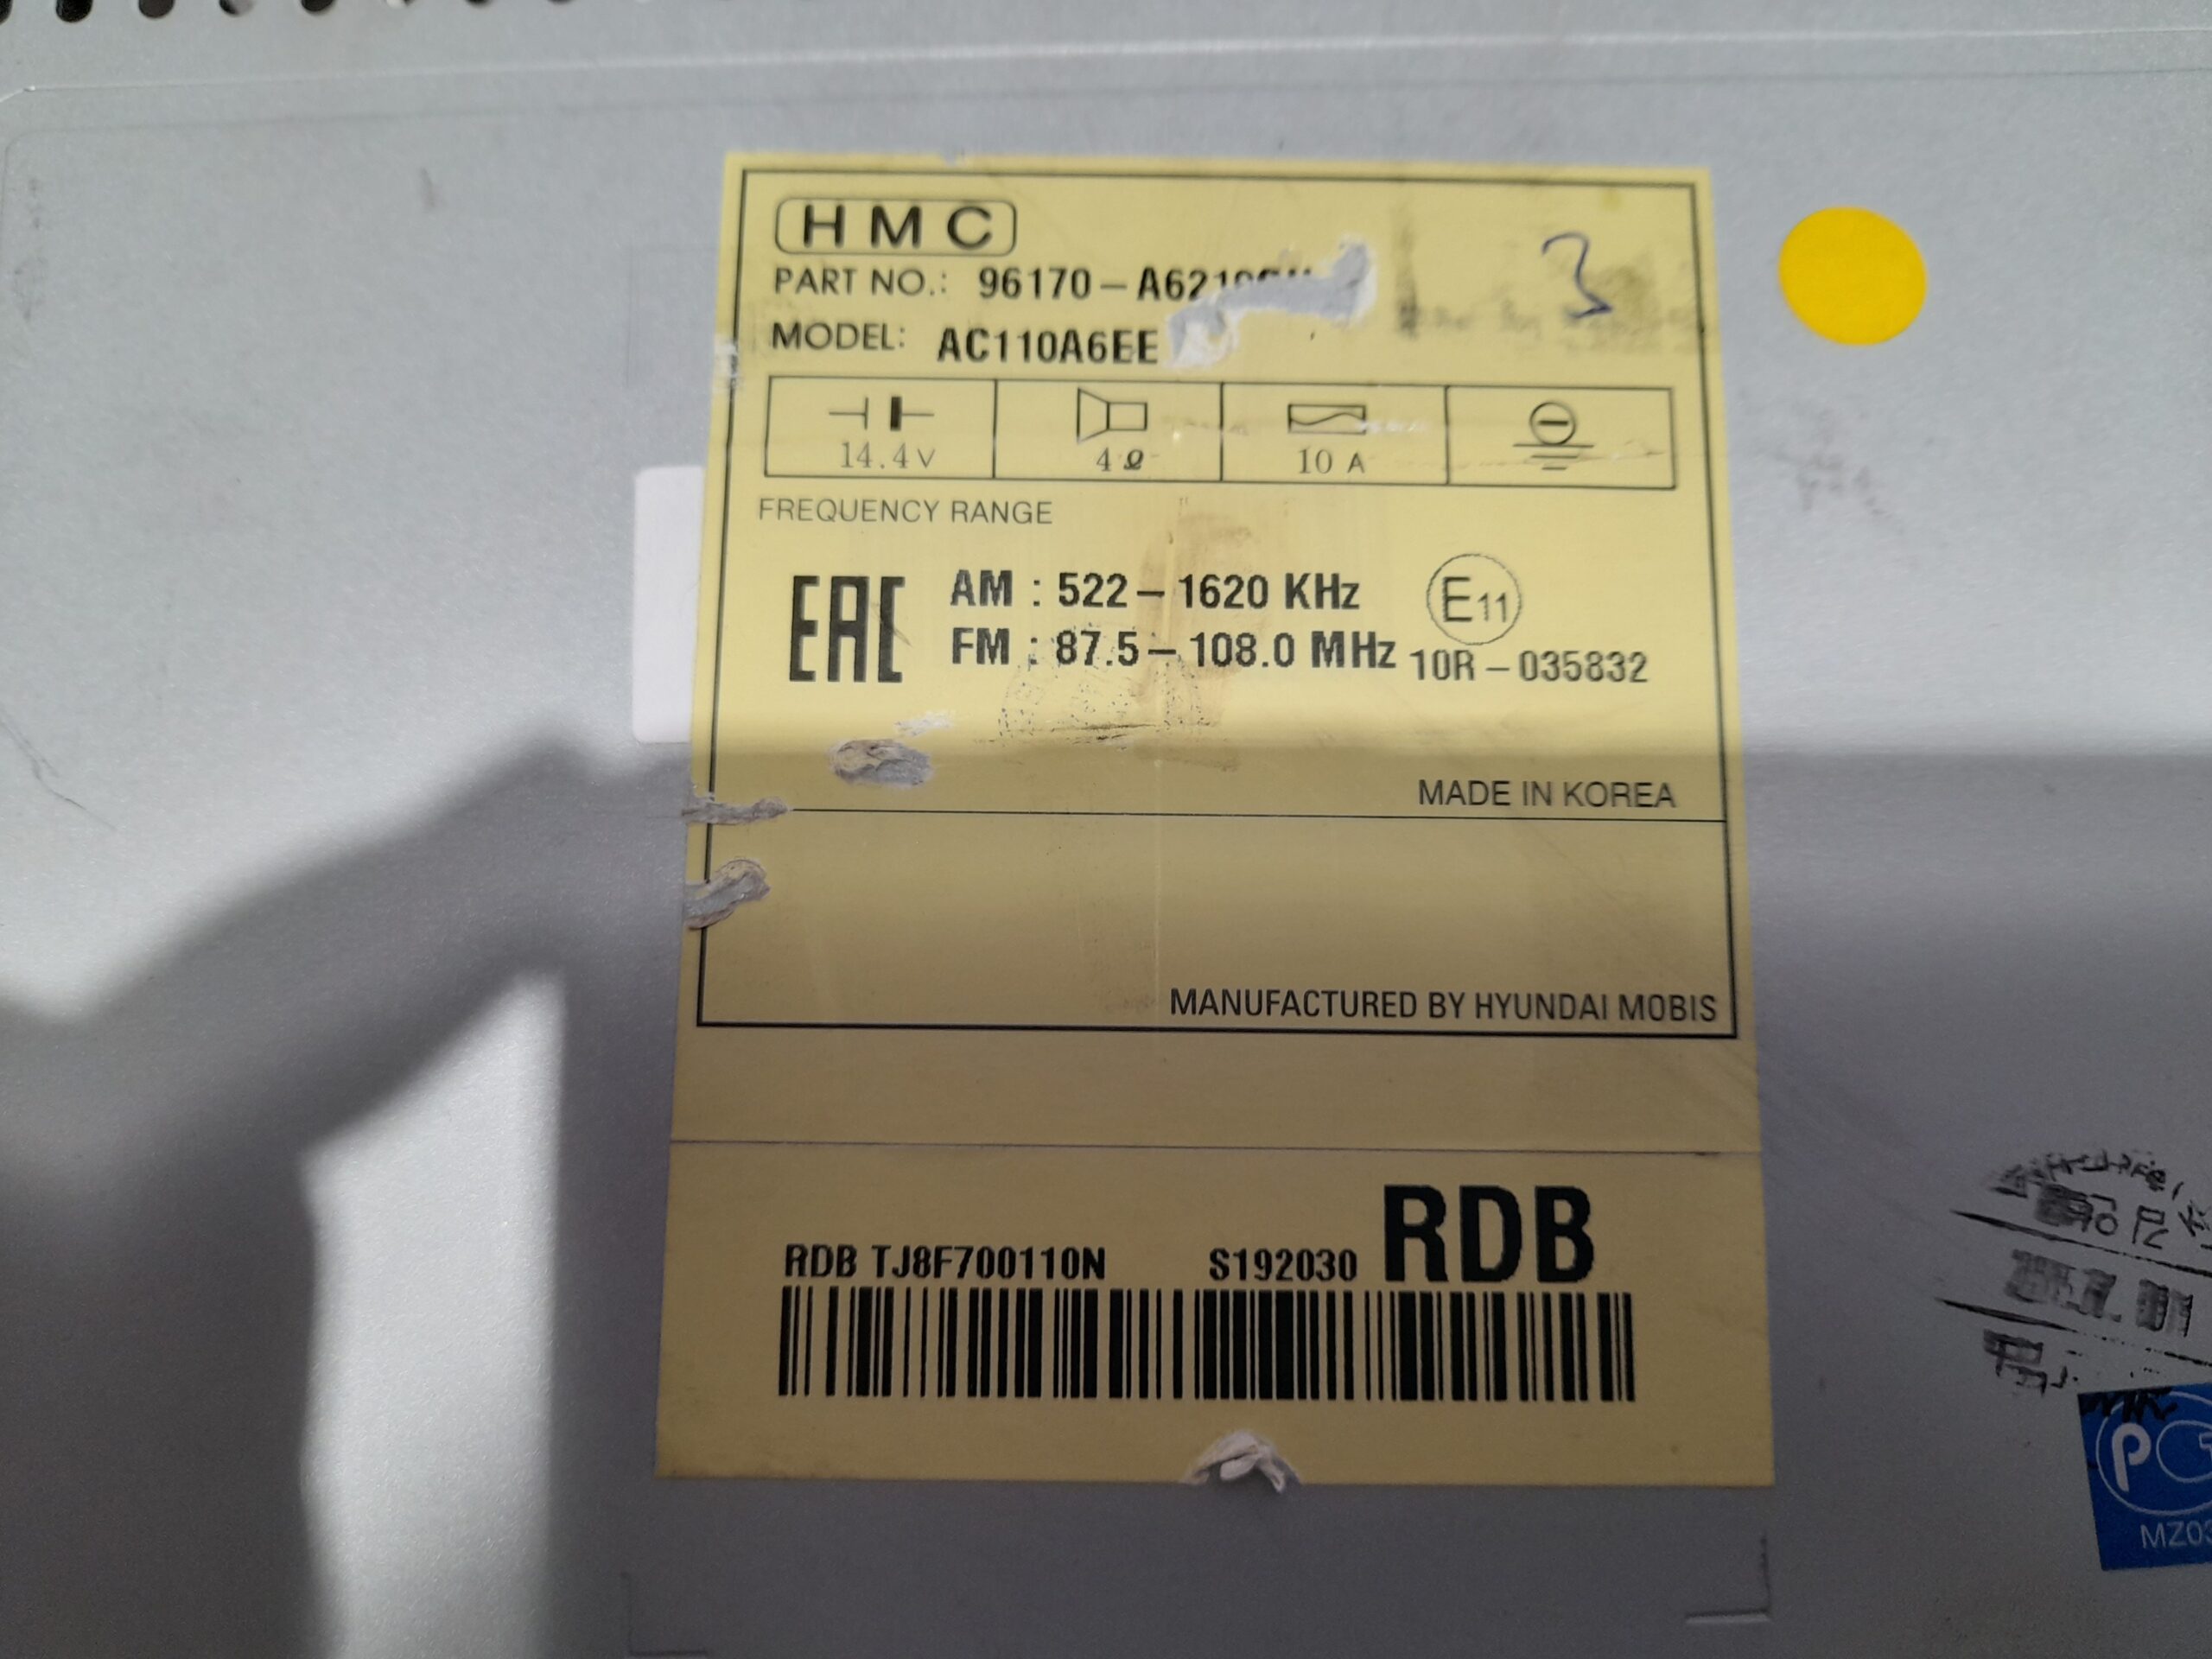 HMC
3
PART NO.: 96170-A6210
MODEL: AC110A6EE
14.4V 4Ω 10 A
FREQUENCY RANGE
EAC
AM : 522-1620 KHz E11
FM : 87.5-108.0 MHz 10R-035832
MADE IN KOREA
MANUFACTURED BY HYUNDAI MOBIS
RDB TJ8F700110N S192030 RDB